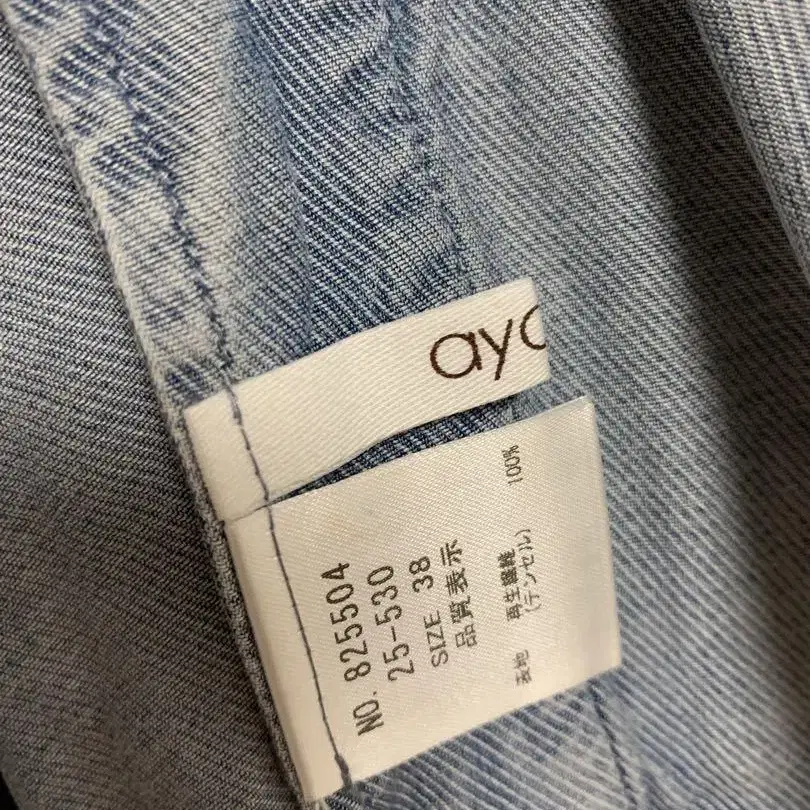 ayc
NO. 825504
25-530
SIZE 38
品質表示
表地 再生繊維 100%
(テンセル)